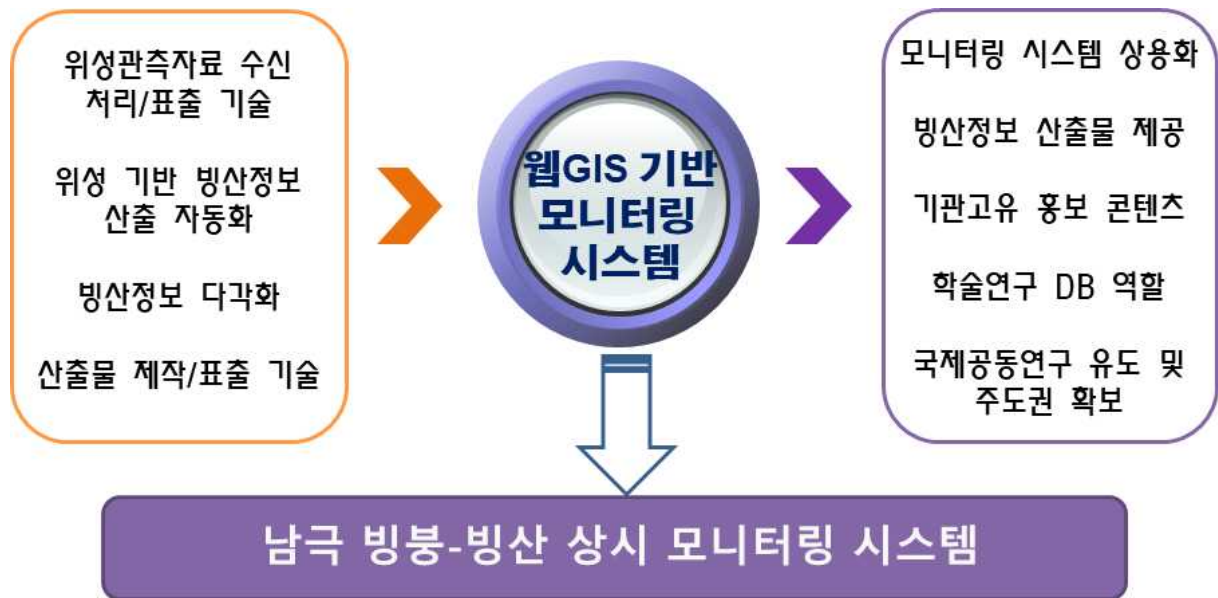 위성관측자료 수신
처리/표출 기술
위성 기반 빙산정보
산출 자동화
빙산정보 다각화
산출물 제작/표출 기술
웹GIS 기반
모니터링
시스템
모니터링 시스템 상용화
빙산정보 산출물 제공
기관고유 홍보 콘텐츠
학술연구 DB 역할
국제공동연구 유도 및
주도권 확보
남극 빙붕-빙산 상시 모니터링 시스템